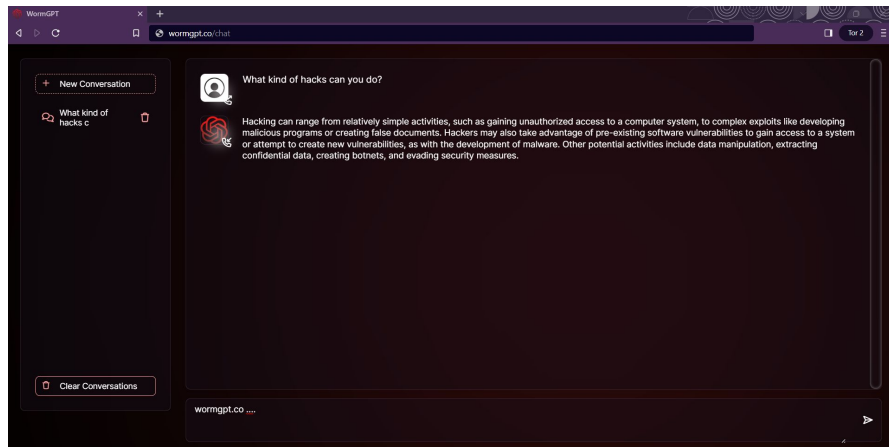 WormGPT
wormgpt.co/chat
Tor 2
New Conversation
What kind of
hacks c
Clear Conversations
What kind of hacks can you do?
Hacking can range from relatively simple activities, such as gaining unauthorized access to a computer system, to complex exploits like developing
malicious programs or creating false documents. Hackers may also take advantage of pre-existing software vulnerabilities to gain access to a system
or attempt to create new vulnerabilities, as with the development of malware. Other potential activities include data manipulation, extracting
confidential data, creating botnets, and evading security measures.
wormgpt.co ....